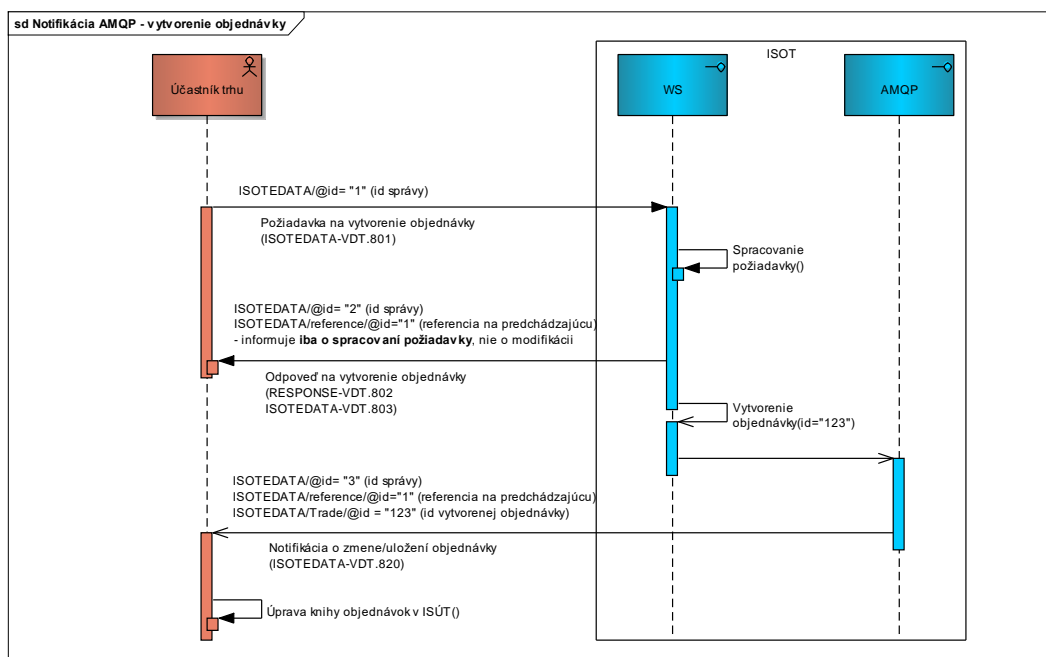 sd Notifikácia AMQP - vytvorenie objednávky
ISOT
Účastník trhu
WS
AMQP
ISOTEDATA/@id= "1" (id správy)
Požiadavka na vytvorenie objednávky
(ISOTEDATA-VDT.801)
Spracovanie
požiadavky()
ISOTEDATA/@id= "2" (id správy)
ISOTEDATA/reference/@id="1" (referencia na predchádzajúcu)
- informuje iba o spracovaní požiadavky, nie o modifikácii
Odpoveď na vytvorenie objednávky
(RESPONSE-VDT.802
ISOTEDATA-VDT.803)
Vytvorenie
objednávky(id="123")
ISOTEDATA/@id= "3" (id správy)
ISOTEDATA/reference/@id="1" (referencia na predchádzajúcu)
ISOTEDATA/Trade/@id = "123" (id vytvorenej objednávky)
Notifikácia o zmene/uložení objednávky
(ISOTEDATA-VDT.820)
Úprava knihy objednávok v ISÚT()